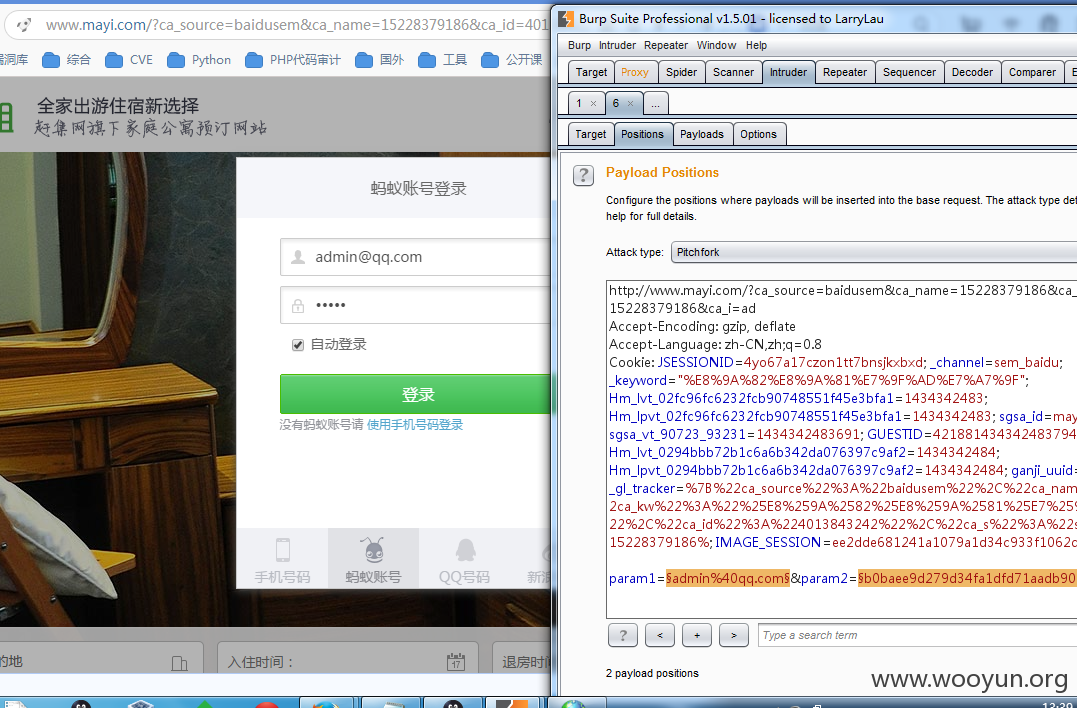 www.mayi.com/?ca_source=baidusem&ca_name=15228379186&ca_id=401
漏洞库 综合 CVE Python PHP代码审计 国外 工具 公开课
全家出游住宿新选择
赶集网旗下家庭公寓预订网站
蚂蚁账号登录
admin@qq.com
•••••
自动登录
登录
没有蚂蚁账号请 使用手机号码登录
手机号码 蚂蚁账号 QQ号码 新浪
的地 入住时间： 17 退房时间
Burp Suite Professional v1.5.01 - licensed to LarryLau
Burp Intruder Repeater Window Help
Target Proxy Spider Scanner Intruder Repeater Sequencer Decoder Comparer E
1 × 6 × ...
Target Positions Payloads Options
? Payload Positions
Configure the positions where payloads will be inserted into the base request. The attack type det
help for full details.
Attack type: Pitchfork
http://www.mayi.com/?ca_source=baidusem&ca_name=15228379186&ca_
15228379186&ca_i=ad
Accept-Encoding: gzip, deflate
Accept-Language: zh-CN,zh;q=0.8
Cookie: JSESSIONID=4yo67a17czon1tt7bnsjkxbxd; _channel=sem_baidu;
_keyword="%E8%9A%82%E8%9A%81%E7%9F%AD%E7%A7%9F";
Hm_lvt_02fc96fc6232fcb90748551f45e3bfa1=1434342483;
Hm_lpvt_02fc96fc6232fcb90748551f45e3bfa1=1434342483; sgsa_id=may
sgsa_vt_90723_93231=1434342483691; GUESTID=421881434342483794
Hm_lvt_0294bbb72b1c6a6b342da076397c9af2=1434342484;
Hm_lpvt_0294bbb72b1c6a6b342da076397c9af2=1434342484; ganji_uuid=
_gl_tracker=%7B%22ca_source%22%3A%22baidusem%22%2C%22ca_nam
2ca_kw%22%3A%22%25E8%259A%2582%25E8%259A%2581%25E7%259
22%2C%22ca_id%22%3A%224013843242%22%2C%22ca_s%22%3A%22s
15228379186%; IMAGE_SESSION=ee2dde681241a1079a1d34c933f1062d
param1=§admin%40qq.com§&param2=§b0baee9d279d34fa1dfd71aadb90
? < + > Type a search term
2 payload positions
www.wooyun.org